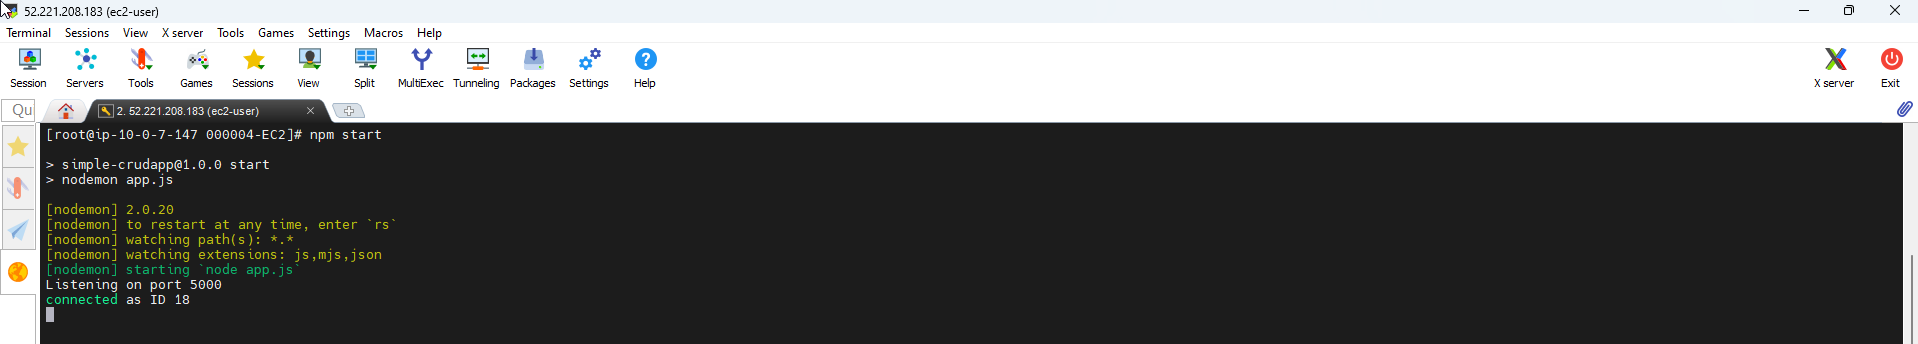 52.221.208.183 (ec2-user)
Terminal Sessions View X server Tools Games Settings Macros Help
Session Servers Tools Games Sessions View Split MultiExec Tunneling Packages Settings Help X server Exit
Qu 2. 52.221.208.183 (ec2-user)
[root@ip-10-0-7-147 000004-EC2]# npm start
> simple-crudapp@1.0.0 start
> nodemon app.js
[nodemon] 2.0.20
[nodemon] to restart at any time, enter `rs`
[nodemon] watching path(s): *.*
[nodemon] watching extensions: js,mjs,json
[nodemon] starting `node app.js`
Listening on port 5000
connected as ID 18